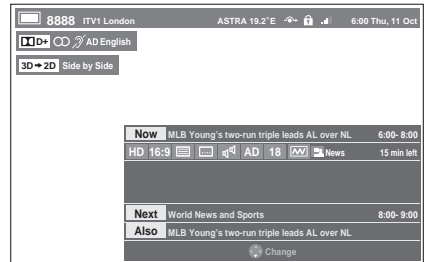 8888 ITV1 London ASTRA 19.2°E 6:00 Thu, 11 Oct
D+ AD English
3D➔2D Side by Side
Now MLB Young's two-run triple leads AL over NL 6:00- 8:00
HD 16:9 AD 18 News 15 min left
Next World News and Sports 8:00- 9:00
Also MLB Young's two-run triple leads AL over NL
Change